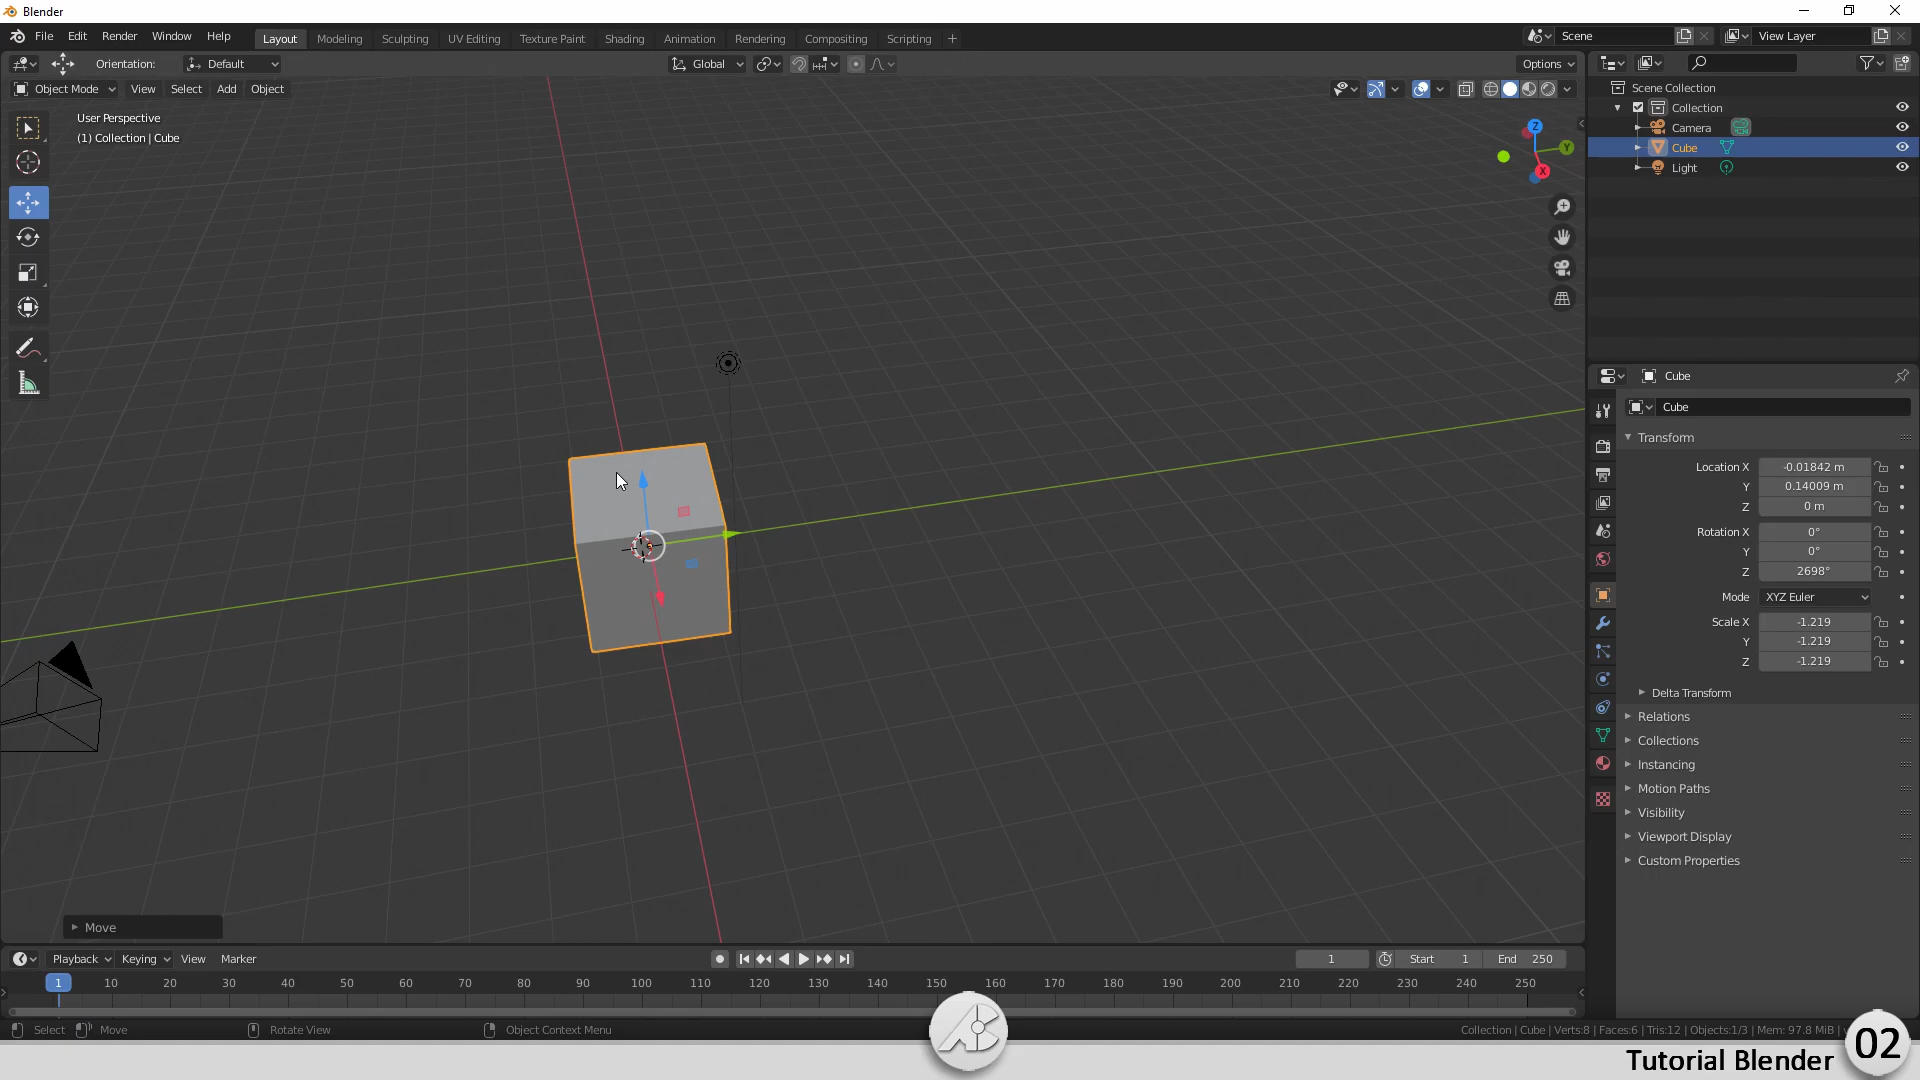 Blender
File Edit Render Window Help
Layout Modeling Sculpting UV Editing Texture Paint Shading Animation Rendering Compositing Scripting +
Scene
View Layer
Orientation: Default
Global
Options
Object Mode View Select Add Object
User Perspective
(1) Collection | Cube
Z
Y
X
Scene Collection
Collection
Camera
Cube
Light
Cube
Cube
Transform
Location X -0.01842 m
Y 0.14009 m
Z 0 m
Rotation X 0°
Y 0°
Z 2698°
Mode XYZ Euler
Scale X -1.219
Y -1.219
Z -1.219
Delta Transform
Relations
Collections
Instancing
Motion Paths
Visibility
Viewport Display
Custom Properties
Move
Playback Keying View Marker
1
Start 1
End 250
1 10 20 30 40 50 60 70 80 90 100 110 120 130 140 150 160 170 180 190 200 210 220 230 240 250
Select Move Rotate View Object Context Menu
Collection | Cube | Verts:8 | Faces:6 | Tris:12 | Objects:1/3 | Mem: 97.8 MiB |
Tutorial Blender 02